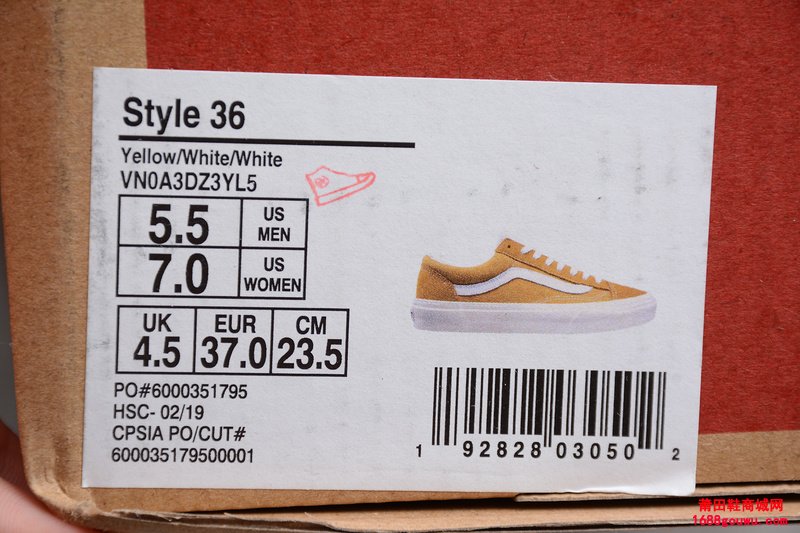 Style 36
Yellow/White/White
VN0A3DZ3YL5
5.5 US MEN
7.0 US WOMEN
UK EUR CM
4.5 37.0 23.5
PO#6000351795
HSC- 02/19
CPSIA PO/CUT#
600035179500001
1 92828 03050 2
莆田鞋商城网
1688gouwu.com